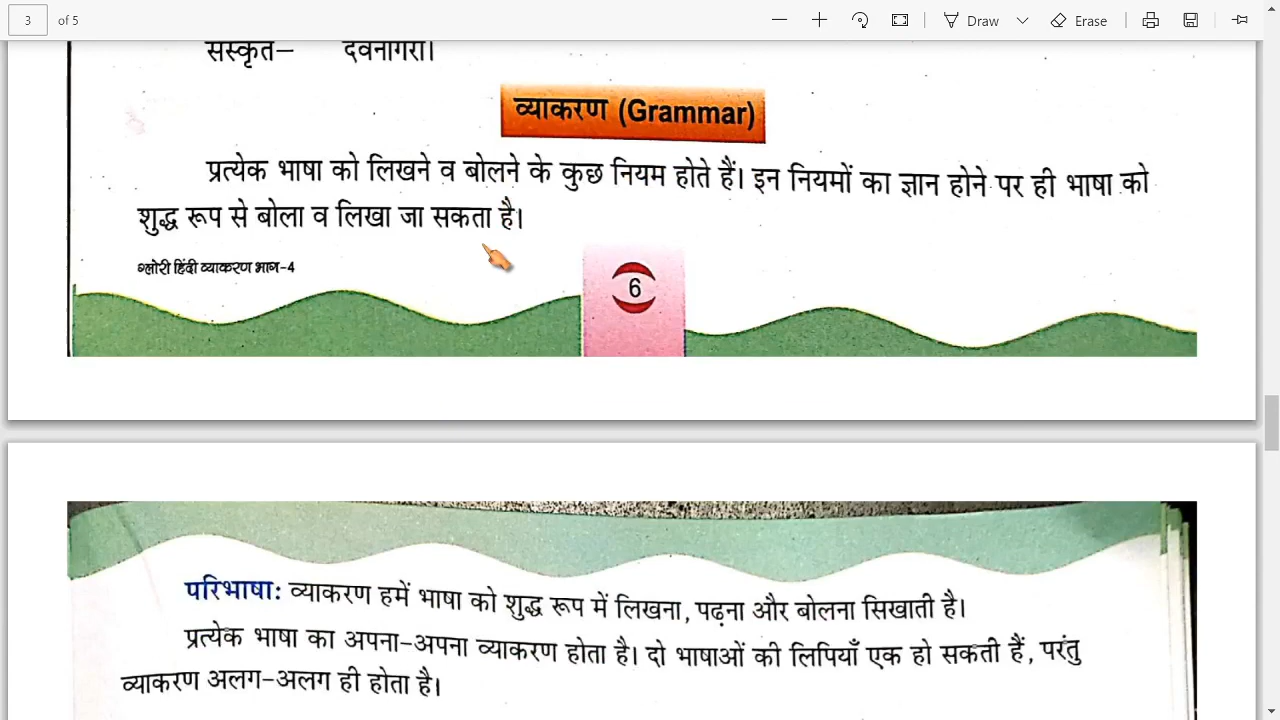 3 of 5 Draw Erase
संस्कृत— देवनागरी।
व्याकरण (Grammar)
प्रत्येक भाषा को लिखने व बोलने के कुछ नियम होते हैं। इन नियमों का ज्ञान होने पर ही भाषा को
शुद्ध रूप से बोला व लिखा जा सकता है।
ग्लोरी हिंदी व्याकरण भाग-4
6
परिभाषा: व्याकरण हमें भाषा को शुद्ध रूप में लिखना, पढ़ना और बोलना सिखाती है।
प्रत्येक भाषा का अपना-अपना व्याकरण होता है। दो भाषाओं की लिपियाँ एक हो सकती हैं, परंतु
व्याकरण अलग-अलग ही होता है।